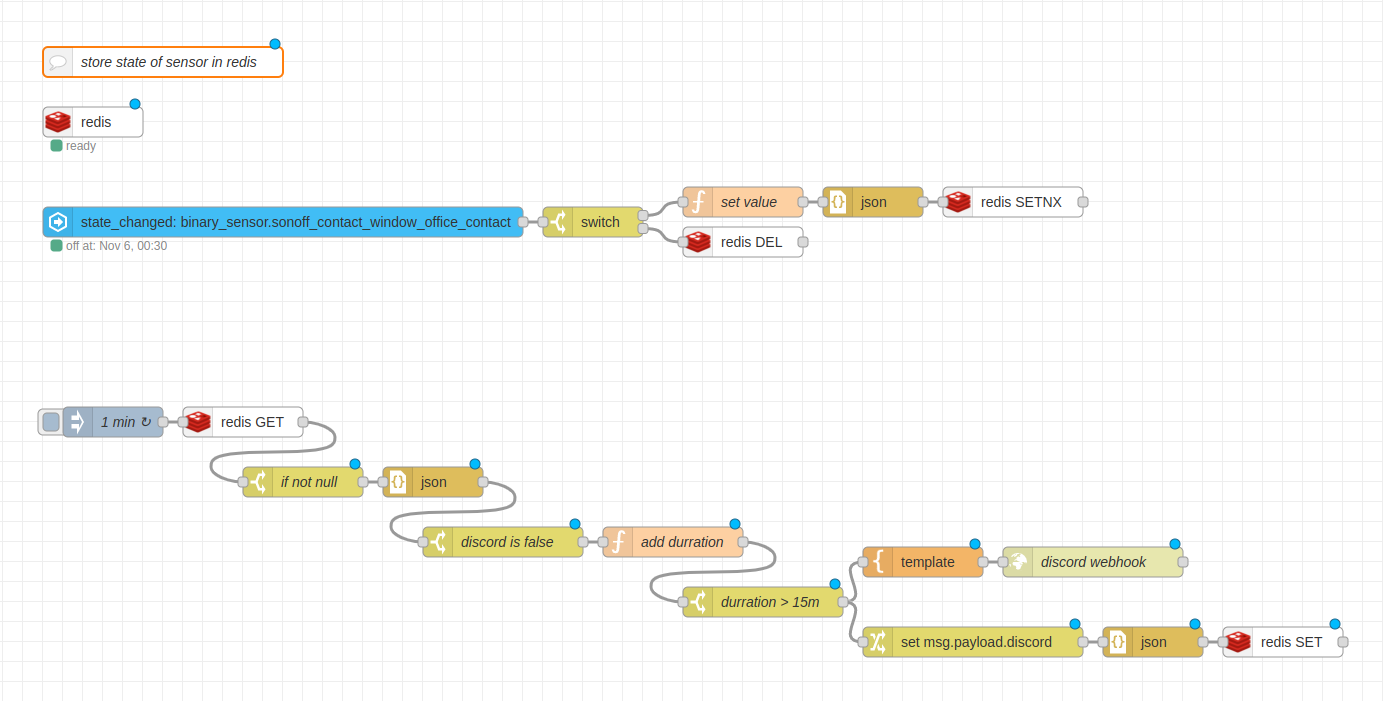 store state of sensor in redis
redis
ready
state_changed: binary_sensor.sonoff_contact_window_office_contact
off at: Nov 6, 00:30
switch
set value
json
redis SETNX
redis DEL
1 min ↻
redis GET
if not null
json
discord is false
add durration
durration > 15m
template
discord webhook
set msg.payload.discord
json
redis SET